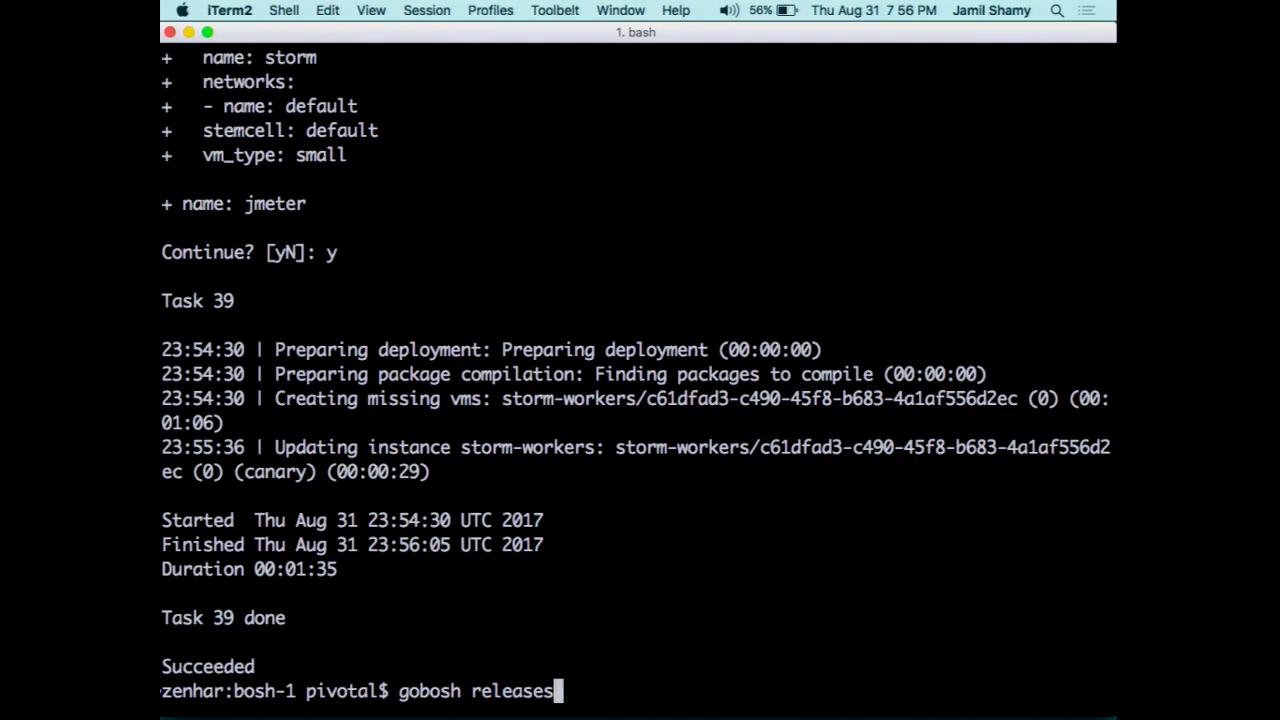 iTerm2 Shell Edit View Session Profiles Toolbelt Window Help 56% Thu Aug 31 7:56 PM Jamil Shamy
1. bash
+ name: storm
+ networks:
+ - name: default
+ stemcell: default
+ vm_type: small
+ name: jmeter
Continue? [yN]: y
Task 39
23:54:30 | Preparing deployment: Preparing deployment (00:00:00)
23:54:30 | Preparing package compilation: Finding packages to compile (00:00:00)
23:54:30 | Creating missing vms: storm-workers/c61dfad3-c490-45f8-b683-4a1af556d2ec (0) (00:
01:06)
23:55:36 | Updating instance storm-workers: storm-workers/c61dfad3-c490-45f8-b683-4a1af556d2
ec (0) (canary) (00:00:29)
Started Thu Aug 31 23:54:30 UTC 2017
Finished Thu Aug 31 23:56:05 UTC 2017
Duration 00:01:35
Task 39 done
Succeeded
zenhar:bosh-1 pivotal$ gobosh releases